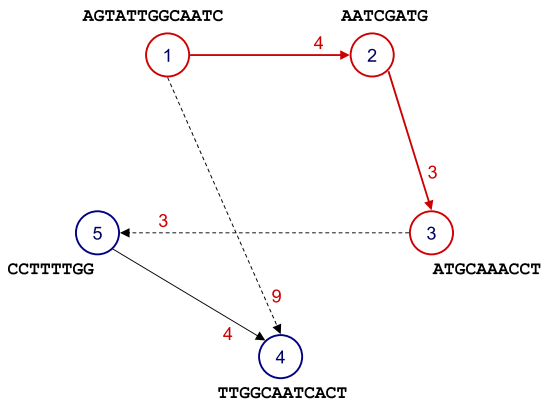 AGTATTGGCAATC AATCGATG
1 4 2
3
5 3 3
CCTTTTGG ATGCAAACCT
9
4 4
TTGGCAATCACT